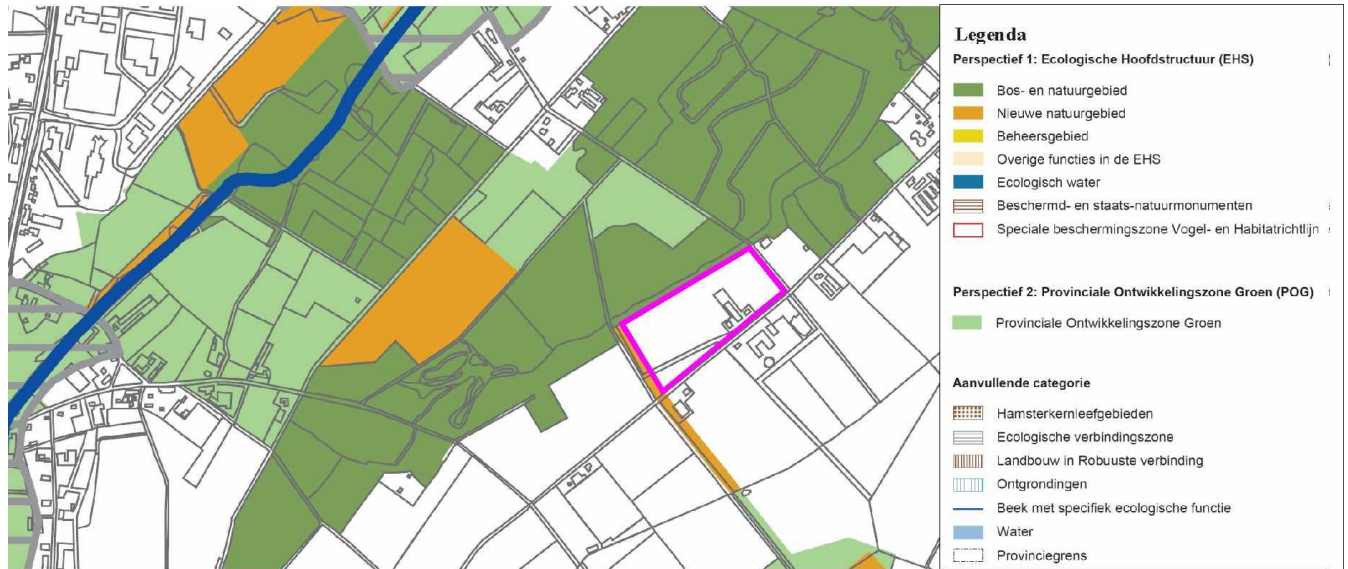 Legenda
Perspectief 1: Ecologische Hoofdstructuur (EHS)
Bos- en natuurgebied
Nieuwe natuurgebied
Beheersgebied
Overige functies in de EHS
Ecologisch water
Beschermd- en staats-natuurmonumenten
Speciale beschermingszone Vogel- en Habitatrichtlijn
Perspectief 2: Provinciale Ontwikkelingszone Groen (POG)
Provinciale Ontwikkelingszone Groen
Aanvullende categorie
Hamsterkernleefgebieden
Ecologische verbindingszone
Landbouw in Robuuste verbinding
Ontgrondingen
Beek met specifiek ecologische functie
Water
Provinciegrens